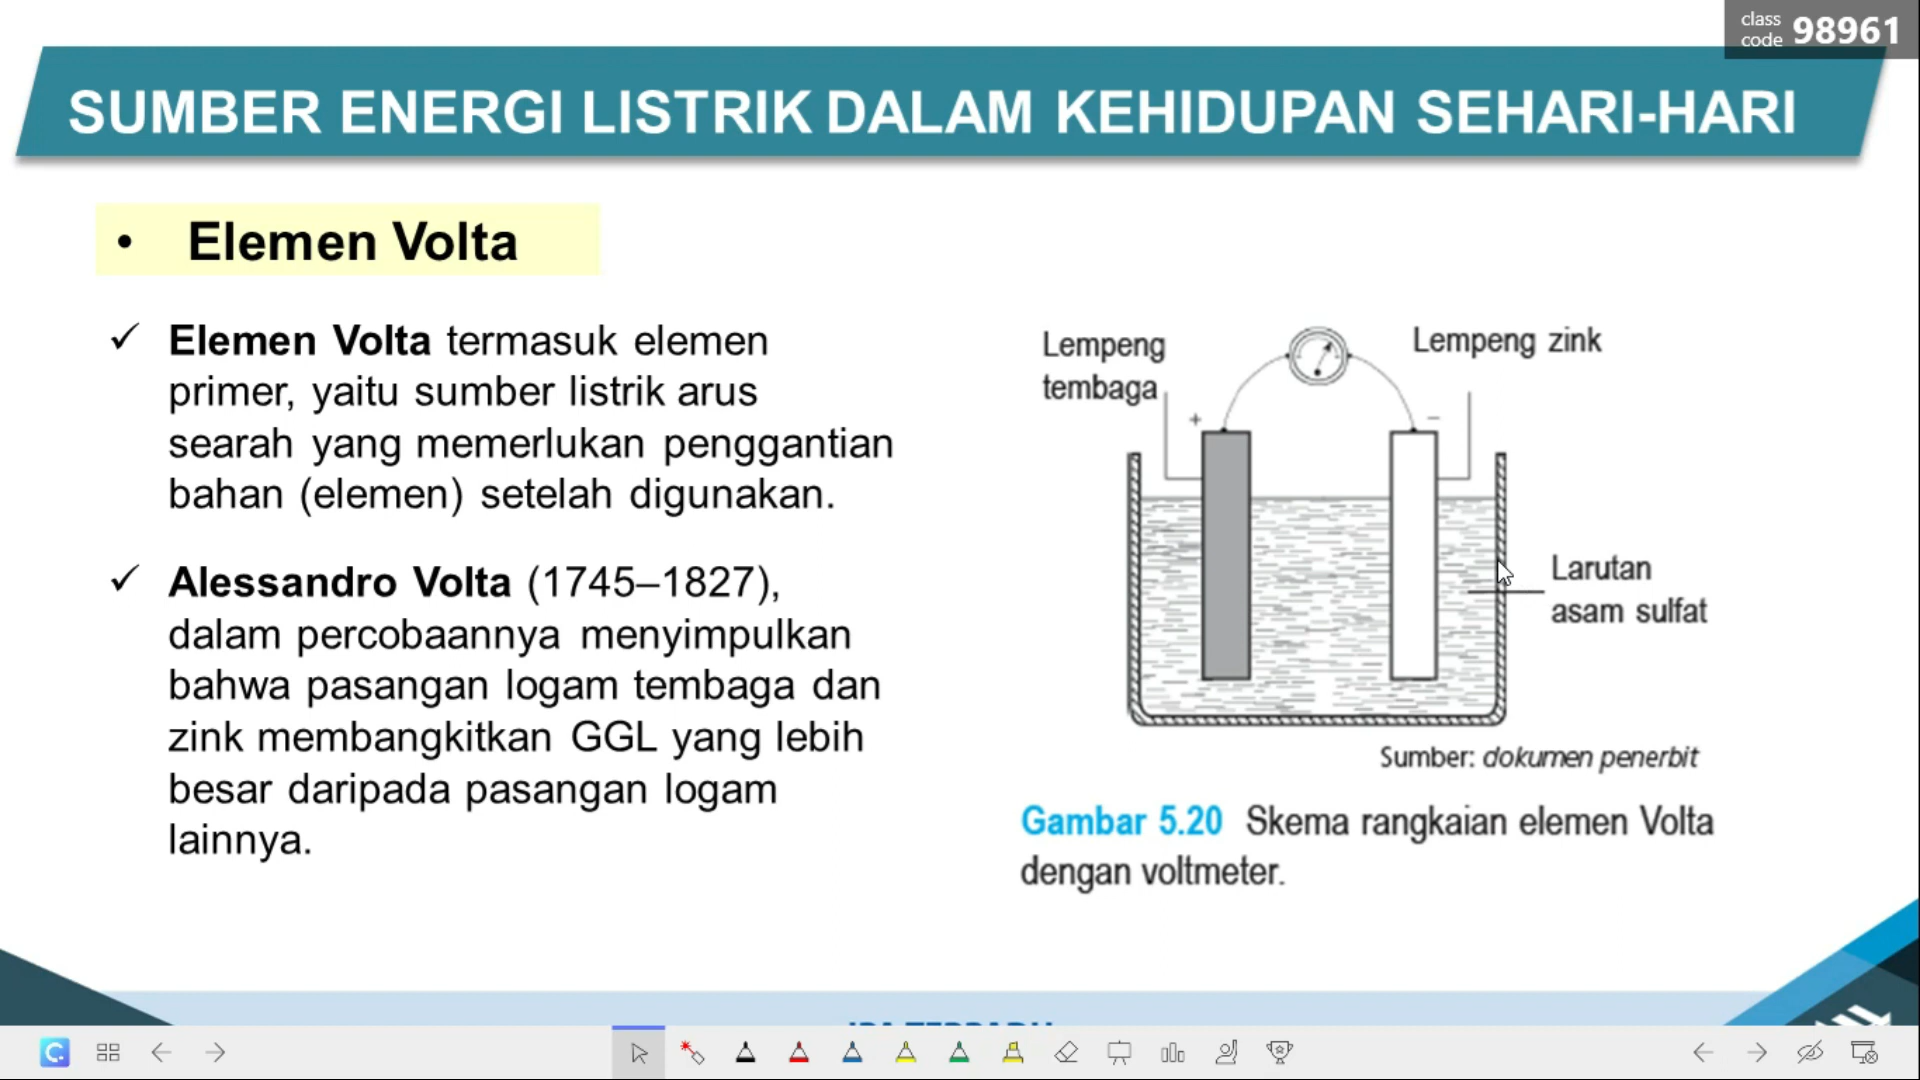 class
code 98961
SUMBER ENERGI LISTRIK DALAM KEHIDUPAN SEHARI-HARI
• Elemen Volta
✓ Elemen Volta termasuk elemen
primer, yaitu sumber listrik arus
searah yang memerlukan penggantian
bahan (elemen) setelah digunakan.
✓ Alessandro Volta (1745–1827),
dalam percobaannya menyimpulkan
bahwa pasangan logam tembaga dan
zink membangkitkan GGL yang lebih
besar daripada pasangan logam
lainnya.
Lempeng
tembaga
Lempeng zink
+
−
Larutan
asam sulfat
Sumber: dokumen penerbit
Gambar 5.20 Skema rangkaian elemen Volta
dengan voltmeter.